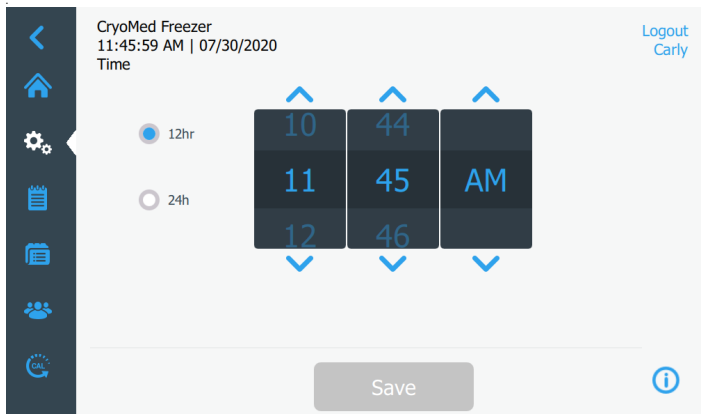 CryoMed Freezer
11:45:59 AM | 07/30/2020
Time
Logout
Carly
12hr
24h
10 44
11 45 AM
12 46
CAL
Save
i